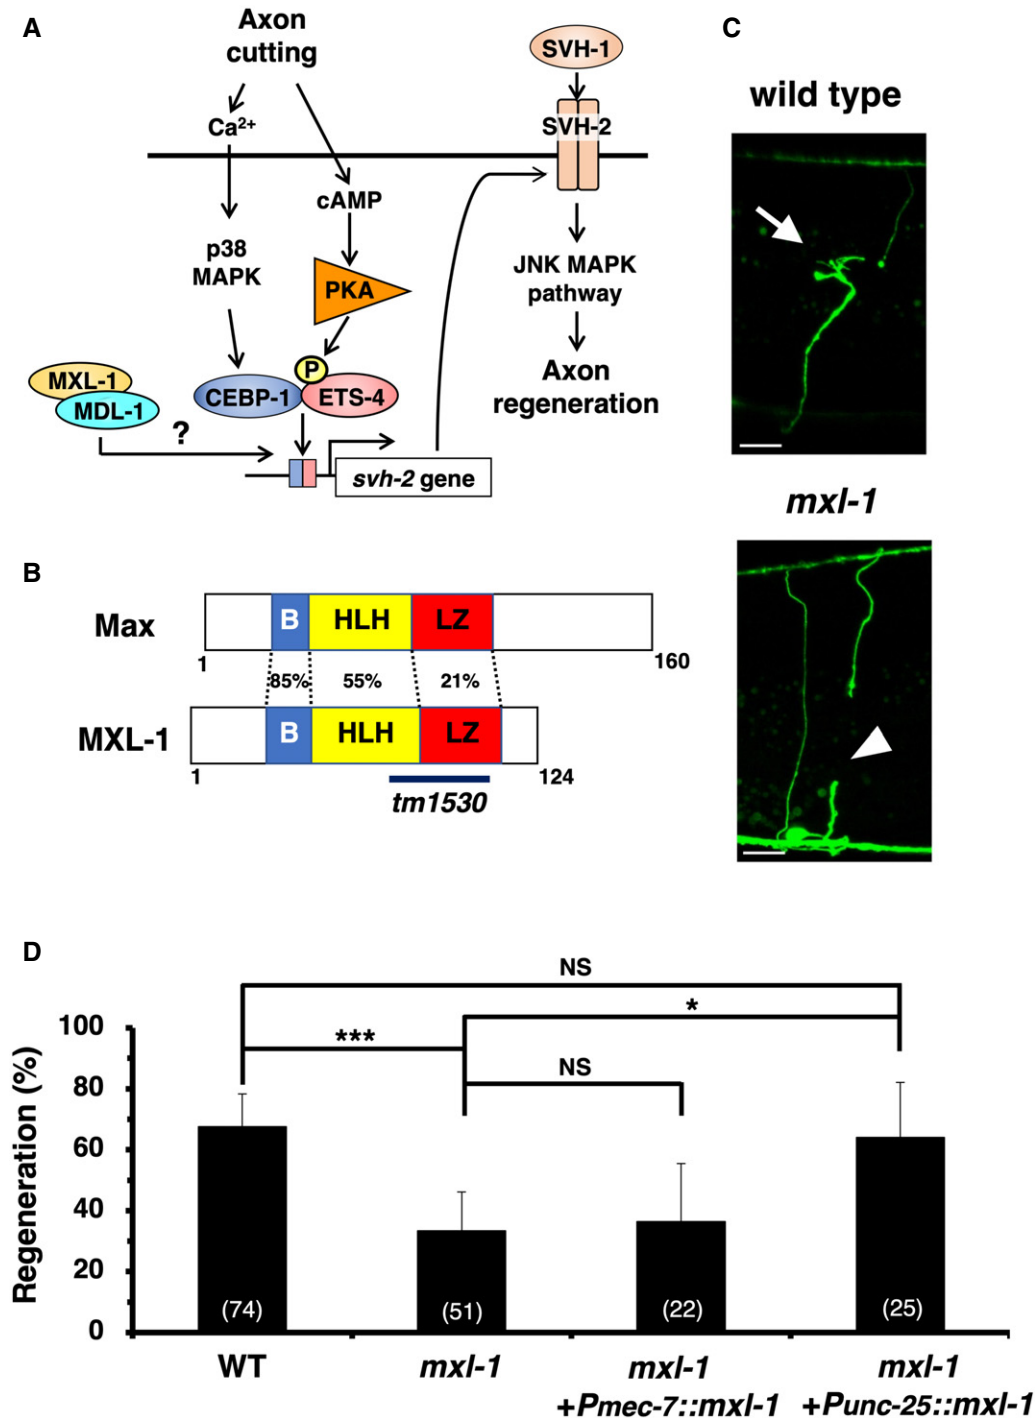 A
Axon
cutting
Ca2+
cAMP
p38
MAPK
PKA
P
CEBP-1
ETS-4
MXL-1
MDL-1
?
svh-2 gene
SVH-1
SVH-2
JNK MAPK
pathway
Axon
regeneration
B
Max
B
HLH
LZ
1
160
85%
55%
21%
MXL-1
B
HLH
LZ
1
124
tm1530
C
wild type
mxl-1
D
NS
***
*
NS
Regeneration (%)
100
80
60
40
20
0
(74)
(51)
(22)
(25)
WT
mxl-1
mxl-1
+Pmec-7::mxl-1
mxl-1
+Punc-25::mxl-1